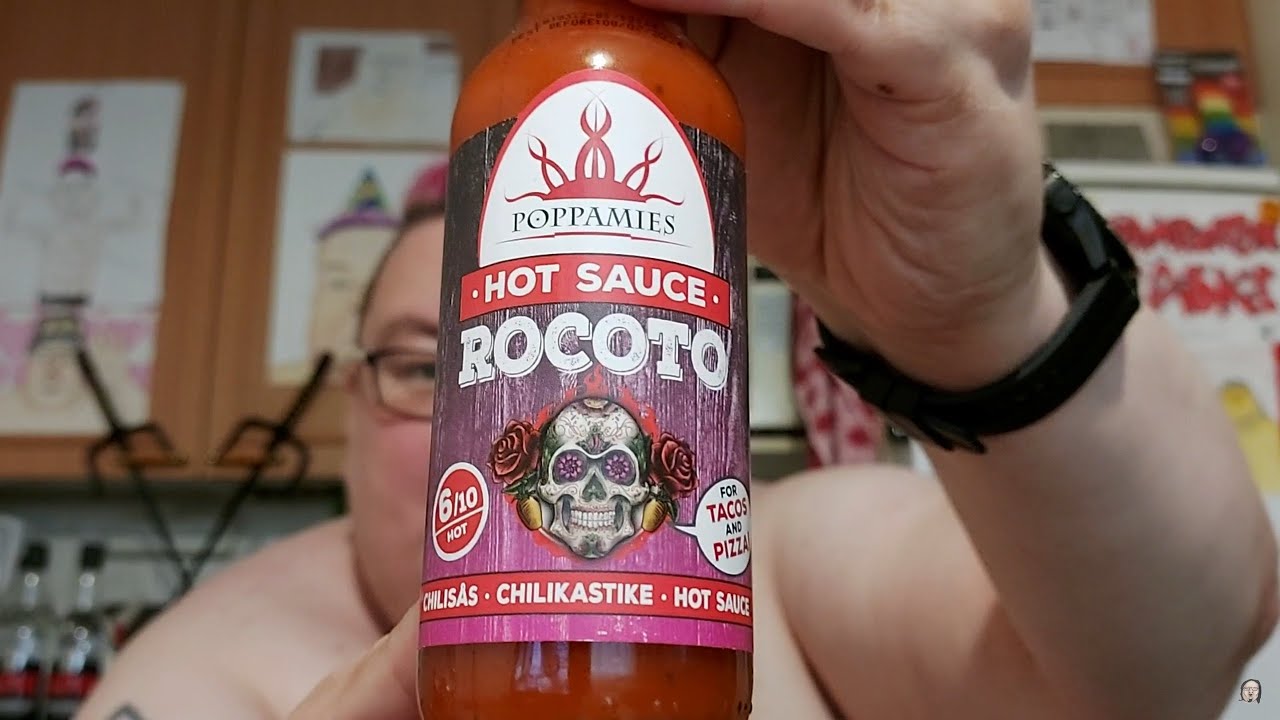 POPPAMIES
· HOT SAUCE ·
ROCOTO
6/10
HOT
FOR
TACOS
AND
PIZZA
CHILISÅS · CHILIKASTIKE · HOT SAUCE